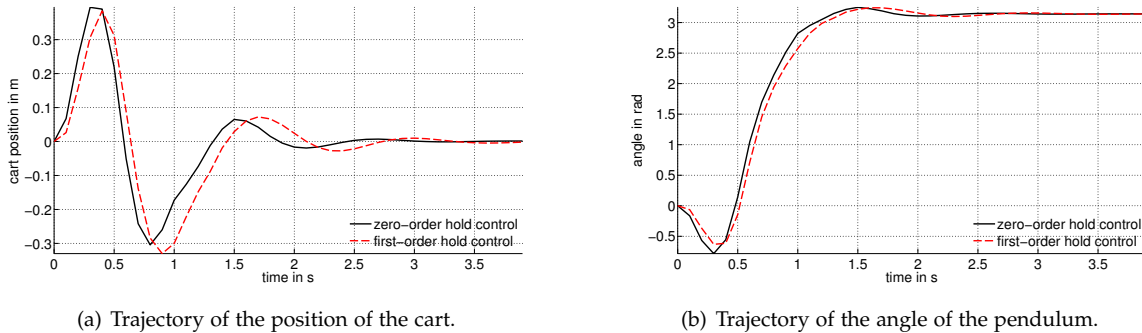 0.3
0.2
0.1
0
−0.1
−0.2
−0.3
cart position in m
0 0.5 1 1.5 2 2.5 3 3.5
time in s
zero-order hold control
first-order hold control
(a) Trajectory of the position of the cart.
3
2.5
2
1.5
1
0.5
0
−0.5
angle in rad
0 0.5 1 1.5 2 2.5 3 3.5
time in s
zero-order hold control
first-order hold control
(b) Trajectory of the angle of the pendulum.